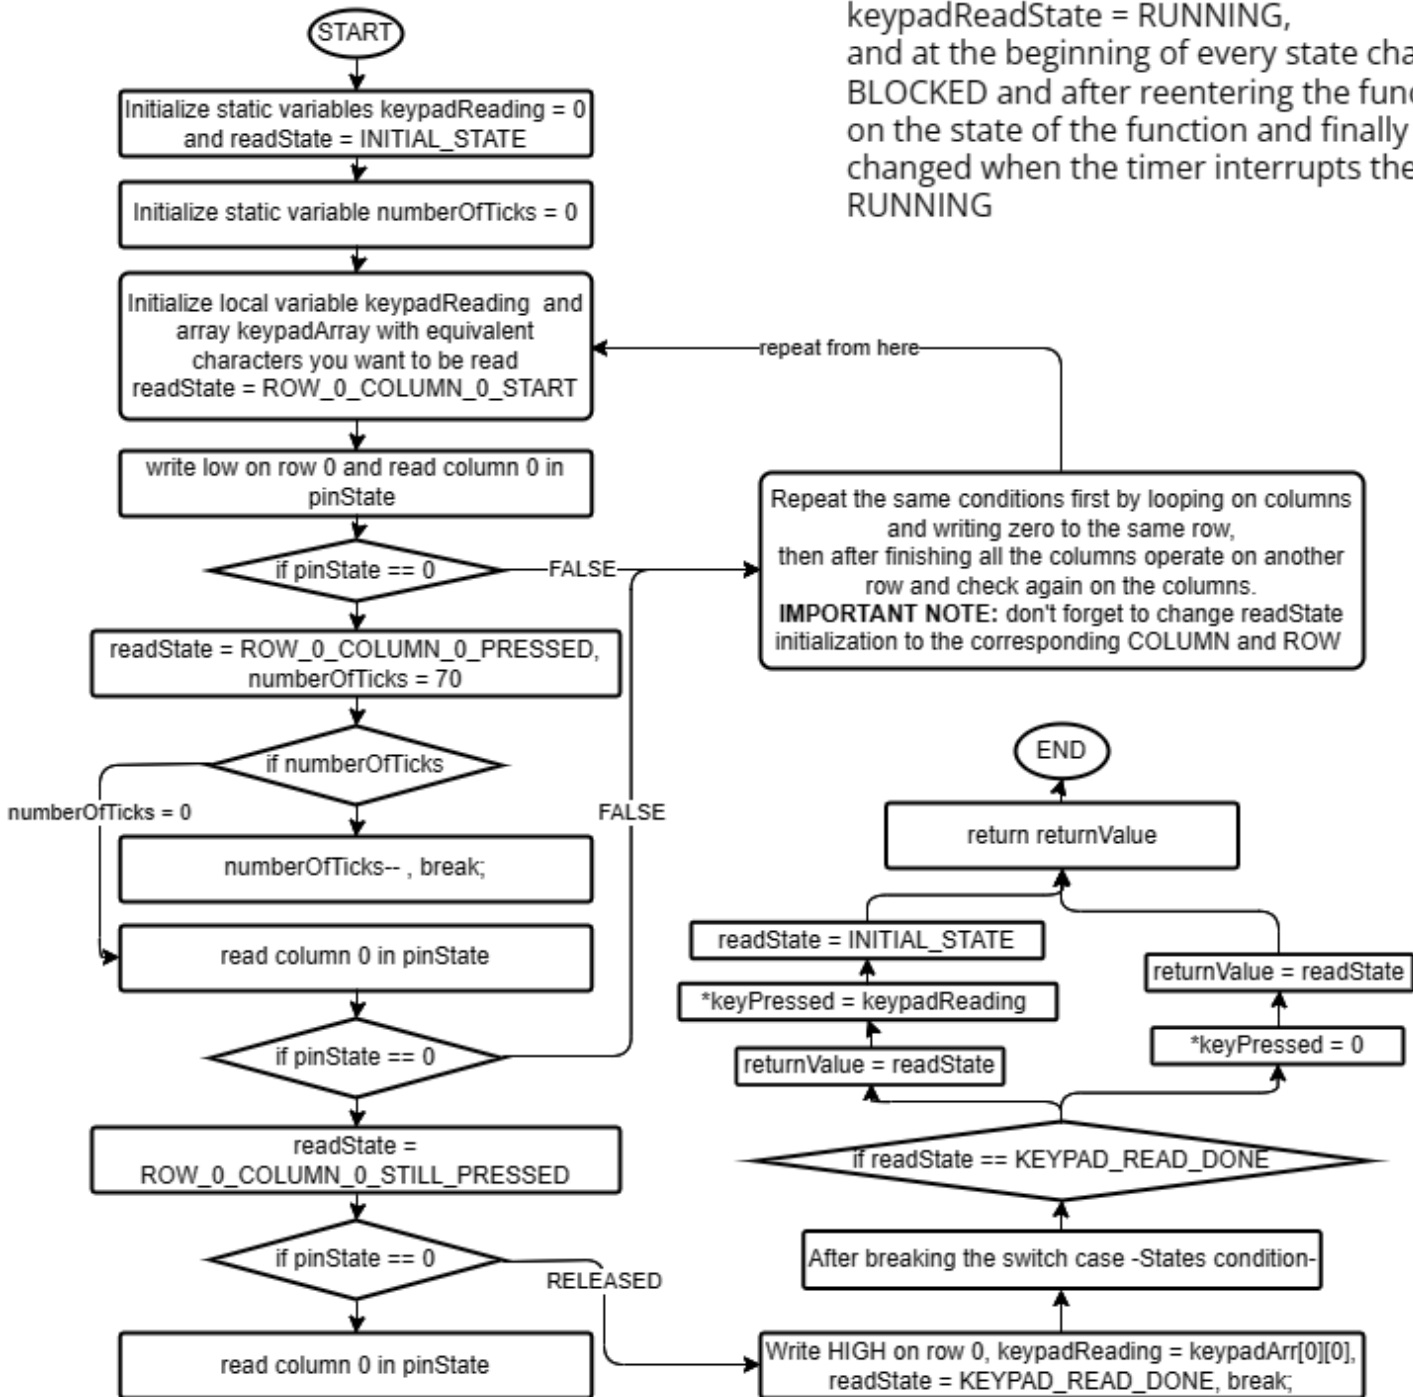 START
Initialize static variables keypadReading = 0
and readState = INITIAL_STATE
Initialize static variable numberOfTicks = 0
Initialize local variable keypadReading and
array keypadArray with equivalent
characters you want to be read
readState = ROW_0_COLUMN_0_START
write low on row 0 and read column 0 in
pinState
if pinState == 0
FALSE
readState = ROW_0_COLUMN_0_PRESSED,
numberOfTicks = 70
if numberOfTicks
numberOfTicks = 0
FALSE
numberOfTicks-- , break;
read column 0 in pinState
if pinState == 0
readState =
ROW_0_COLUMN_0_STILL_PRESSED
if pinState == 0
RELEASED
read column 0 in pinState
keypadReadState = RUNNING,
and at the beginning of every state
BLOCKED and after reentering the
on the state of the function and finally
changed when the timer interrupts
RUNNING
repeat from here
Repeat the same conditions first by looping on columns
and writing zero to the same row,
then after finishing all the columns operate on another
row and check again on the columns.
IMPORTANT NOTE: don't forget to change readState
initialization to the corresponding COLUMN and ROW
END
return returnValue
readState = INITIAL_STATE
*keyPressed = keypadReading
returnValue = readState
returnValue = readState
*keyPressed = 0
if readState == KEYPAD_READ_DONE
After breaking the switch case -States condition-
Write HIGH on row 0, keypadReading = keypadArr[0][0],
readState = KEYPAD_READ_DONE, break;